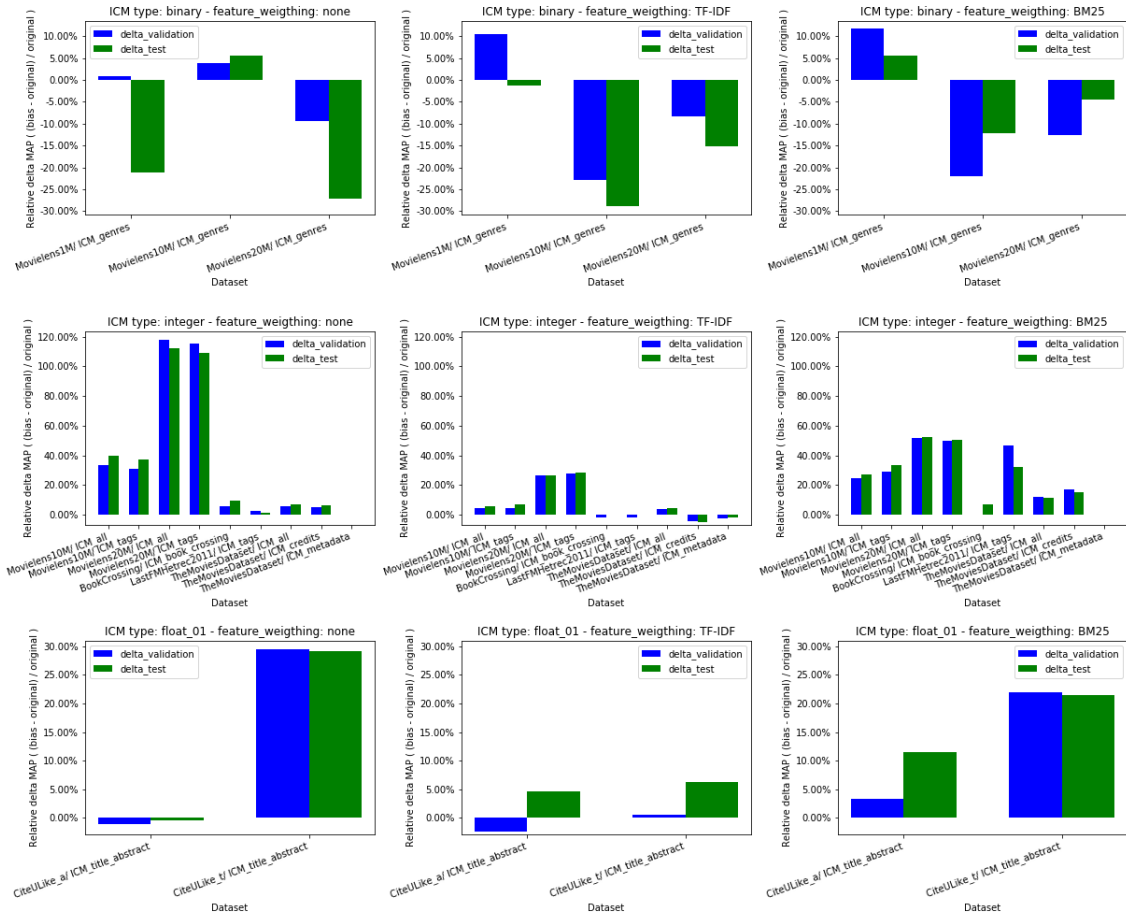 ICM type: binary - feature_weigthing: none
Relative delta MAP ( (bias - original) / original )
10.00%
5.00%
0.00%
-5.00%
-10.00%
-15.00%
-20.00%
-25.00%
-30.00%
delta_validation
delta_test
Movielens1M/ ICM_genres
Movielens10M/ ICM_genres
Movielens20M/ ICM_genres
Dataset
ICM type: binary - feature_weigthing: TF-IDF
Relative delta MAP ( (bias - original) / original )
10.00%
5.00%
0.00%
-5.00%
-10.00%
-15.00%
-20.00%
-25.00%
-30.00%
delta_validation
delta_test
Movielens1M/ ICM_genres
Movielens10M/ ICM_genres
Movielens20M/ ICM_genres
Dataset
ICM type: binary - feature_weigthing: BM25
Relative delta MAP ( (bias - original) / original )
10.00%
5.00%
0.00%
-5.00%
-10.00%
-15.00%
-20.00%
-25.00%
-30.00%
delta_validation
delta_test
Movielens1M/ ICM_genres
Movielens10M/ ICM_genres
Movielens20M/ ICM_genres
Dataset
ICM type: integer - feature_weigthing: none
Relative delta MAP ( (bias - original) / original )
120.00%
100.00%
80.00%
60.00%
40.00%
20.00%
0.00%
delta_validation
delta_test
Movielens10M/ ICM_all
Movielens10M/ ICM_tags
Movielens20M/ ICM_all
Movielens20M/ ICM_tags
BookCrossing/ ICM_book_crossing
LastFMHetrec2011/ ICM_tags
TheMoviesDataset/ ICM_all
TheMoviesDataset/ ICM_credits
TheMoviesDataset/ ICM_metadata
Dataset
ICM type: integer - feature_weigthing: TF-IDF
Relative delta MAP ( (bias - original) / original )
120.00%
100.00%
80.00%
60.00%
40.00%
20.00%
0.00%
delta_validation
delta_test
Movielens10M/ ICM_all
Movielens10M/ ICM_tags
Movielens20M/ ICM_all
Movielens20M/ ICM_tags
BookCrossing/ ICM_book_crossing
LastFMHetrec2011/ ICM_tags
TheMoviesDataset/ ICM_all
TheMoviesDataset/ ICM_credits
TheMoviesDataset/ ICM_metadata
Dataset
ICM type: integer - feature_weigthing: BM25
Relative delta MAP ( (bias - original) / original )
120.00%
100.00%
80.00%
60.00%
40.00%
20.00%
0.00%
delta_validation
delta_test
Movielens10M/ ICM_all
Movielens10M/ ICM_tags
Movielens20M/ ICM_all
Movielens20M/ ICM_tags
BookCrossing/ ICM_book_crossing
LastFMHetrec2011/ ICM_tags
TheMoviesDataset/ ICM_all
TheMoviesDataset/ ICM_credits
TheMoviesDataset/ ICM_metadata
Dataset
ICM type: float_01 - feature_weigthing: none
Relative delta MAP ( (bias - original) / original )
30.00%
25.00%
20.00%
15.00%
10.00%
5.00%
0.00%
delta_validation
delta_test
CiteULike_a/ ICM_title_abstract
CiteULike_t/ ICM_title_abstract
Dataset
ICM type: float_01 - feature_weigthing: TF-IDF
Relative delta MAP ( (bias - original) / original )
30.00%
25.00%
20.00%
15.00%
10.00%
5.00%
0.00%
delta_validation
delta_test
CiteULike_a/ ICM_title_abstract
CiteULike_t/ ICM_title_abstract
Dataset
ICM type: float_01 - feature_weigthing: BM25
Relative delta MAP ( (bias - original) / original )
30.00%
25.00%
20.00%
15.00%
10.00%
5.00%
0.00%
delta_validation
delta_test
CiteULike_a/ ICM_title_abstract
CiteULike_t/ ICM_title_abstract
Dataset